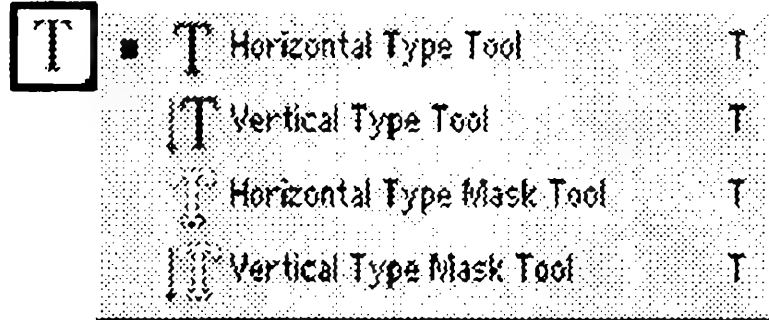 T Horizontal Type Tool T
Vertical Type Tool T
Horizontal Type Mask Tool T
Vertical Type Mask Tool T